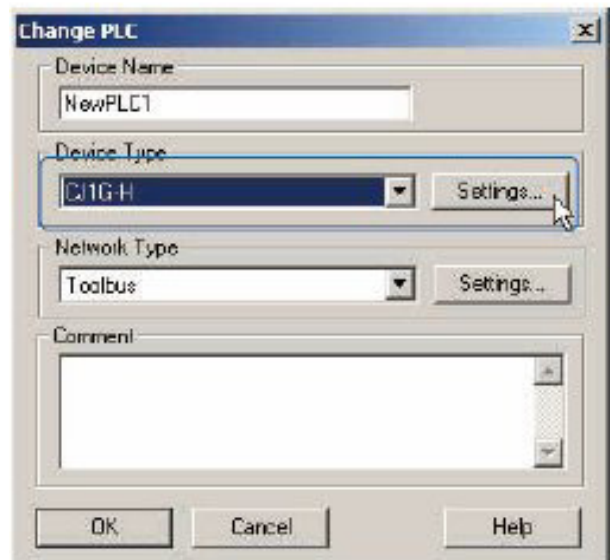 Change PLC
Device Name
NewPLC1
Device Type
CJ1G-H Settings...
Network Type
Toolbus Settings...
Comment
OK Cancel Help